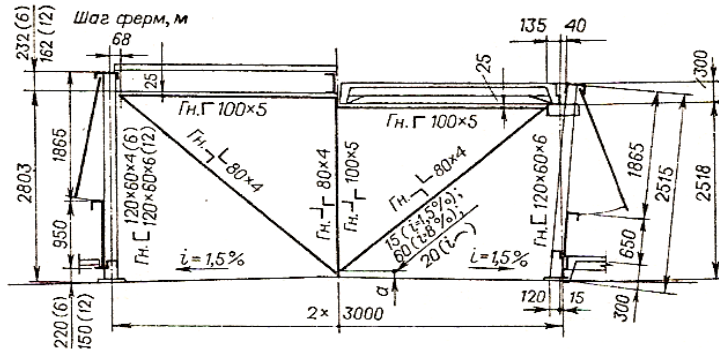 Шаг ферм, м
232 (6)
162 (12)
68
135
40
300
25
25
Гн. 100×5
Гн. 100×5
1865
2803
950
Гн. 120×60×4 (6)
120×60×6 (12)
Гн. 80×4
Гн. 80×4
Гн. 100×5
Гн. 80×4
15 (i=1,5%);
60 (i=8%);
20 (i⌢)
Гн. 120×60×6
1865
2515
2518
650
i=1,5%
i=1,5%
a
220 (6)
150 (12)
2× 3000
120
15
300